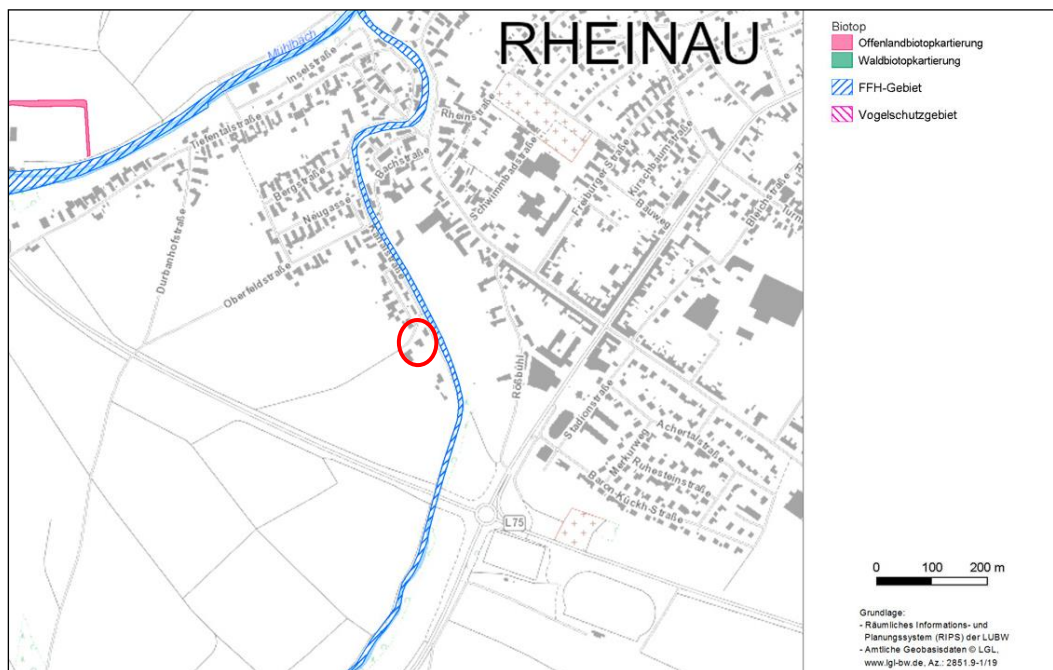 RHEINAU
Mühlbach
Inselstraße
Tiefentalstraße
Rheinstraße
Bachstraße
Bergstraße
Neugasse
Schwimmbadstraße
Freiburger Straße
Kirschbaumstraße
Bauweg
Bleichstraße
Durbanhofstraße
Oberfeldstraße
Rößbühl
Stadionstraße
Merkurweg
Achertalstraße
Ruhesteinstraße
Baron-Kückh-Straße
L75
Biotop
Offenlandbiotopkartierung
Waldbiotopkartierung
FFH-Gebiet
Vogelschutzgebiet
0 100 200 m
Grundlage:
- Räumliches Informations- und
Planungssystem (RIPS) der LUBW
- Amtliche Geobasisdaten © LGL,
www.lgl-bw.de, Az.: 2851.9-1/19